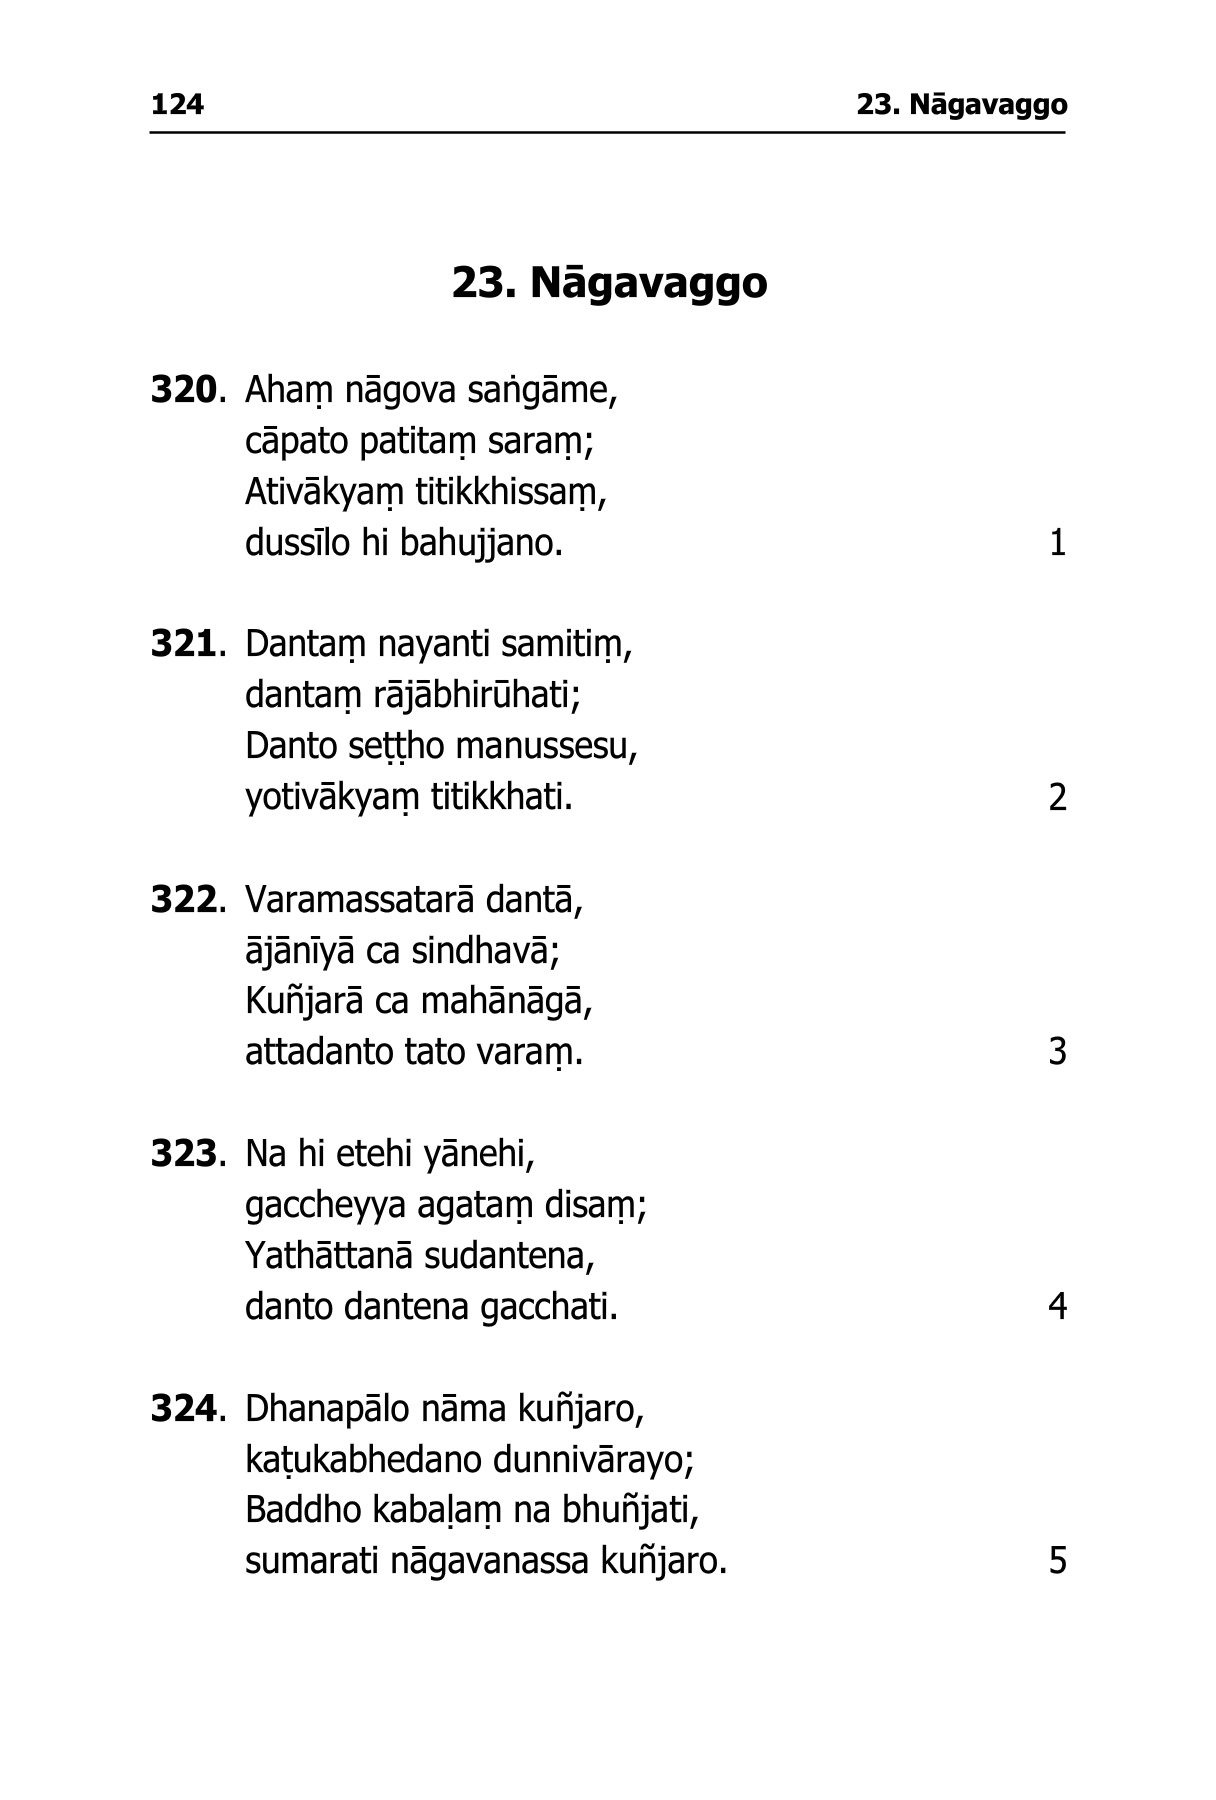 124 23. Nāgavaggo
23. Nāgavaggo
320. Ahaṃ nāgova saṅgāme,
cāpato patitaṃ saraṃ;
Ativākyaṃ titikkhissaṃ,
dussīlo hi bahujjano. 1
321. Dantaṃ nayanti samitiṃ,
dantaṃ rājābhirūhati;
Danto seṭṭho manussesu,
yotivākyaṃ titikkhati. 2
322. Varamassatarā dantā,
ājānīyā ca sindhavā;
Kuñjarā ca mahānāgā,
attadanto tato varaṃ. 3
323. Na hi etehi yānehi,
gaccheyya agataṃ disaṃ;
Yathāttanā sudantena,
danto dantena gacchati. 4
324. Dhanapālo nāma kuñjaro,
kaṭukabhedano dunnivārayo;
Baddho kabaḷaṃ na bhuñjati,
sumarati nāgavanassa kuñjaro. 5